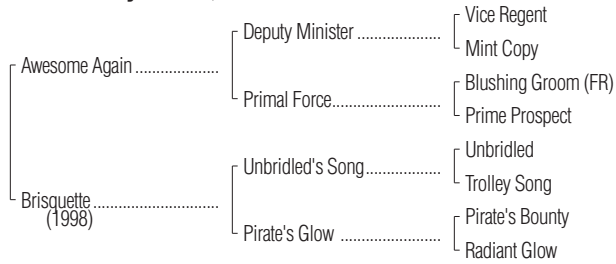 Vice Regent
Deputy Minister ..................
Mint Copy
Awesome Again ..................
Blushing Groom (FR)
Primal Force........................
Prime Prospect
Unbridled
Unbridled's Song.................
Trolley Song
Brisquette ...........................
(1998)
Pirate's Bounty
Pirate's Glow ......................
Radiant Glow